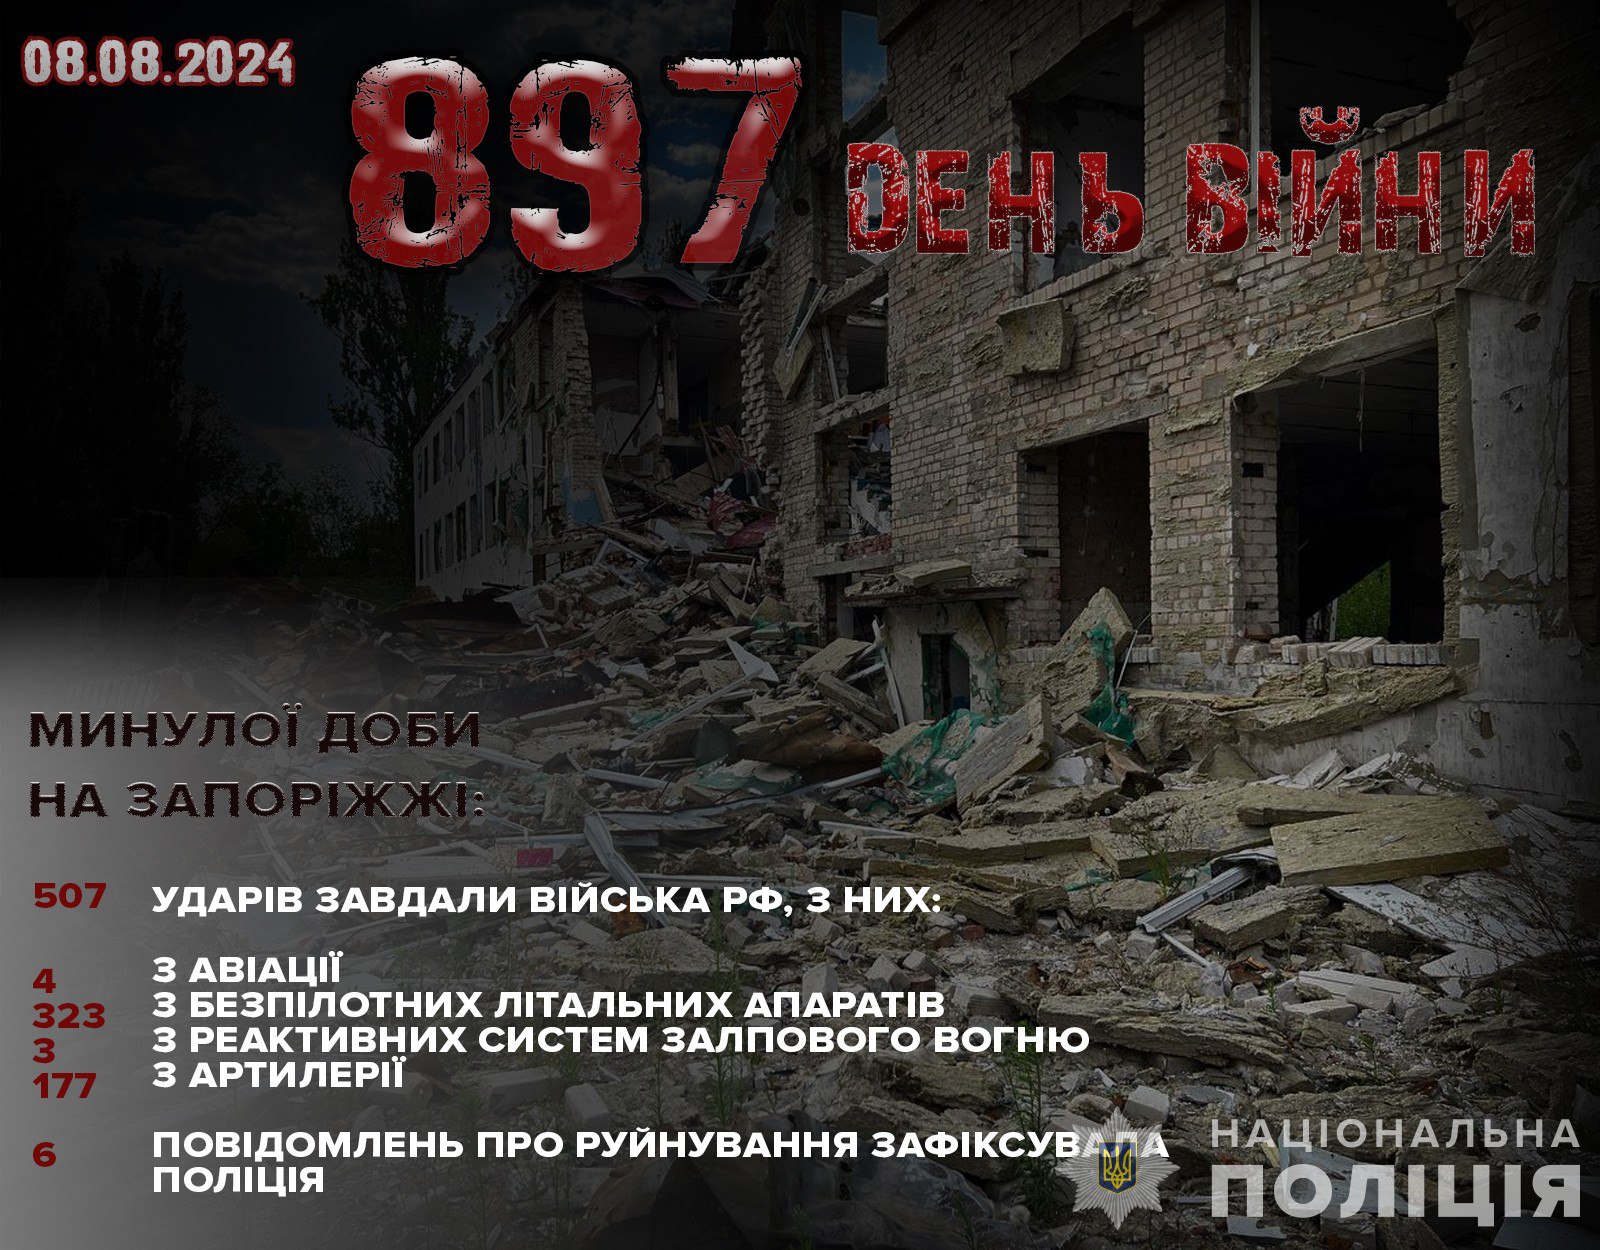 08.08.2024
897 ДЕНЬ ВІЙНИ
МИНУЛОЇ ДОБИ
НА ЗАПОРІЖЖІ:
507 УДАРІВ ЗАВДАЛИ ВІЙСЬКА РФ, З НИХ:
4 З АВІАЦІЇ
323 З БЕЗПІЛОТНИХ ЛІТАЛЬНИХ АПАРАТІВ
3 З РЕАКТИВНИХ СИСТЕМ ЗАЛПОВОГО ВОГНЮ
177 З АРТИЛЕРІЇ
6 ПОВІДОМЛЕНЬ ПРО РУЙНУВАННЯ ЗАФІКСУВАЛА
ПОЛІЦІЯ
НАЦІОНАЛЬНА
ПОЛІЦІЯ